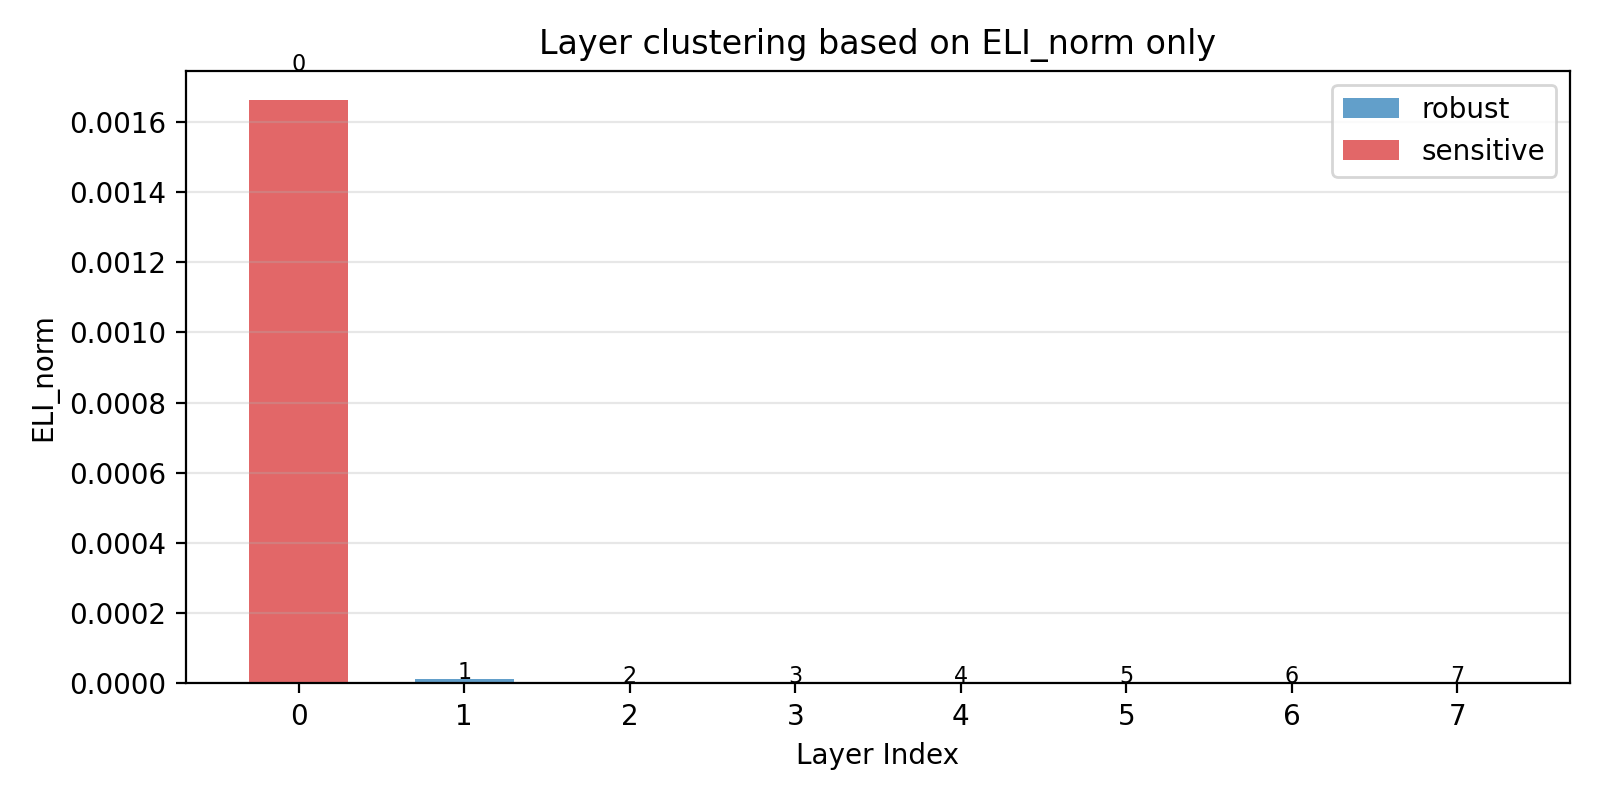 Layer clustering based on ELI_norm only
0
robust
sensitive
0.0016
0.0014
0.0012
0.0010
0.0008
0.0006
0.0004
0.0002
0.0000
ELI_norm
1 2 3 4 5 6 7
0 1 2 3 4 5 6 7
Layer Index